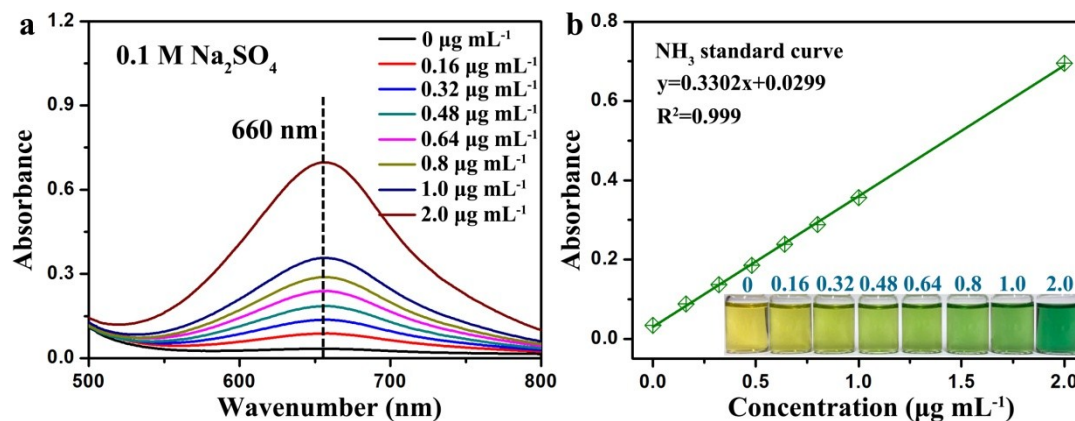 a
1.2
0.9
0.6
0.3
0.0
Absorbance
0.1 M Na₂SO₄
660 nm
0 μg mL⁻¹
0.16 μg mL⁻¹
0.32 μg mL⁻¹
0.48 μg mL⁻¹
0.64 μg mL⁻¹
0.8 μg mL⁻¹
1.0 μg mL⁻¹
2.0 μg mL⁻¹
500 600 700 800
Wavenumber (nm)
b
0.8
0.6
0.4
0.2
0.0
Absorbance
NH₃ standard curve
y=0.3302x+0.0299
R²=0.999
0 0.16 0.32 0.48 0.64 0.8 1.0 2.0
0.0 0.5 1.0 1.5 2.0
Concentration (μg mL⁻¹)